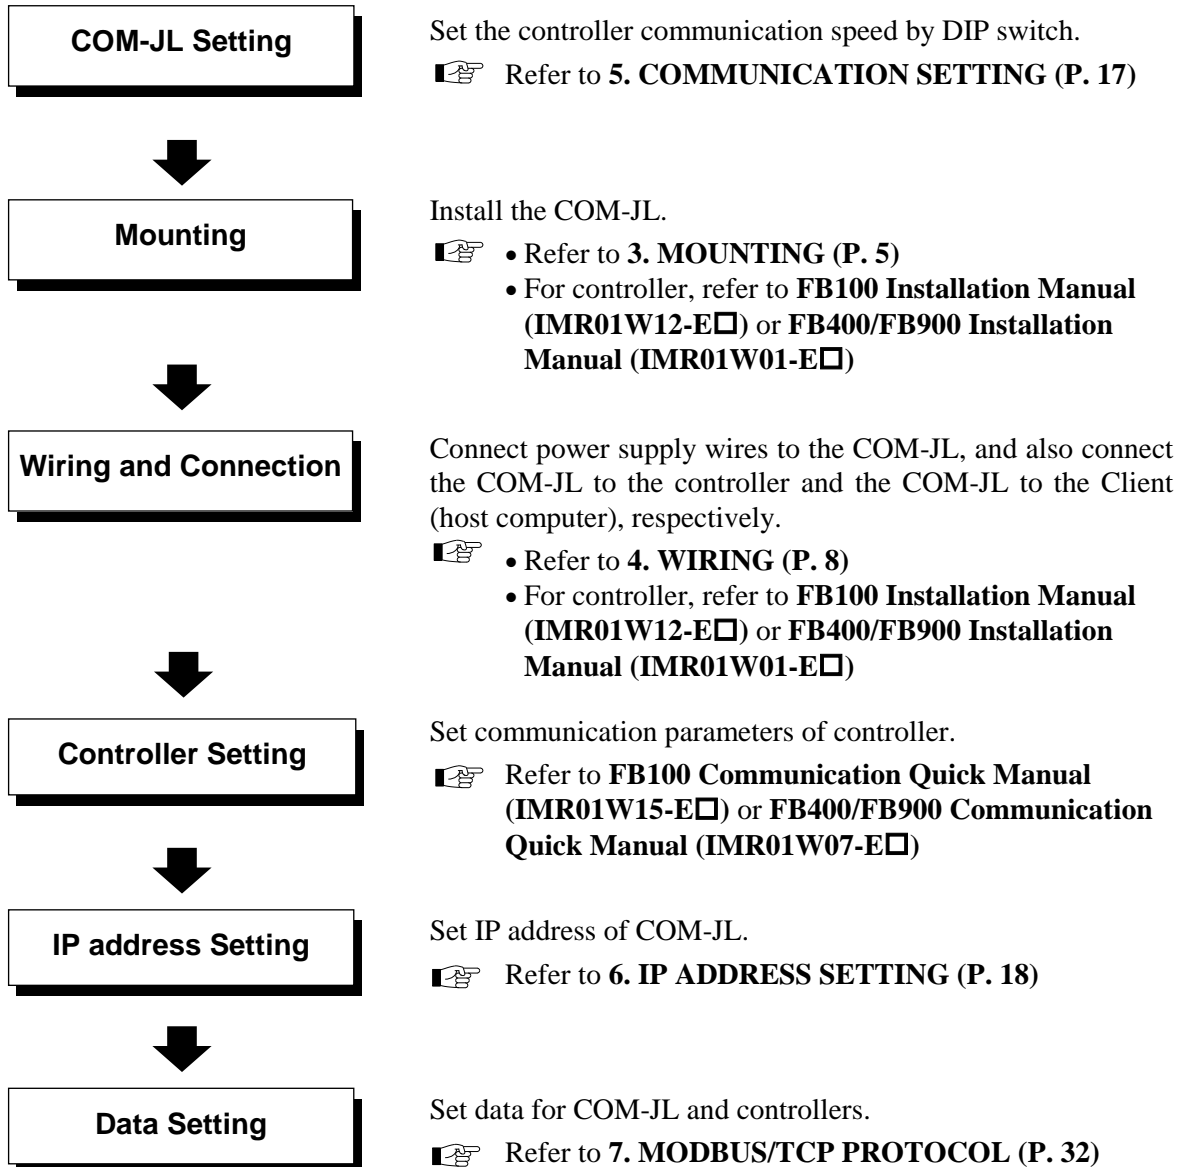 COM-JL Setting
Set the controller communication speed by DIP switch.
Refer to 5. COMMUNICATION SETTING (P. 17)
Mounting
Install the COM-JL.
• Refer to 3. MOUNTING (P. 5)
• For controller, refer to FB100 Installation Manual
(IMR01W12-E□) or FB400/FB900 Installation
Manual (IMR01W01-E□)
Wiring and Connection
Connect power supply wires to the COM-JL, and also connect
the COM-JL to the controller and the COM-JL to the Client
(host computer), respectively.
• Refer to 4. WIRING (P. 8)
• For controller, refer to FB100 Installation Manual
(IMR01W12-E□) or FB400/FB900 Installation
Manual (IMR01W01-E□)
Controller Setting
Set communication parameters of controller.
Refer to FB100 Communication Quick Manual
(IMR01W15-E□) or FB400/FB900 Communication
Quick Manual (IMR01W07-E□)
IP address Setting
Set IP address of COM-JL.
Refer to 6. IP ADDRESS SETTING (P. 18)
Data Setting
Set data for COM-JL and controllers.
Refer to 7. MODBUS/TCP PROTOCOL (P. 32)